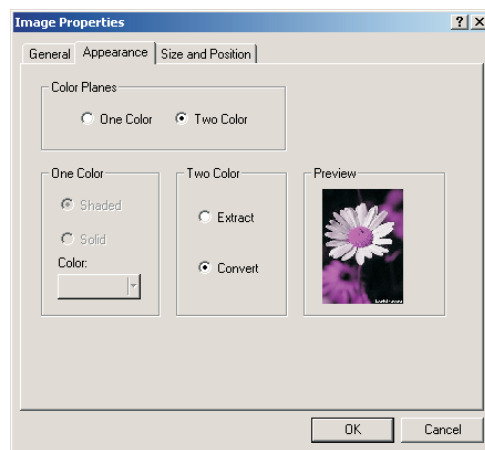 Image Properties
General Appearance Size and Position
Color Planes
One Color Two Color
One Color
Shaded
Solid
Color:
Two Color
Extract
Convert
Preview
OK Cancel